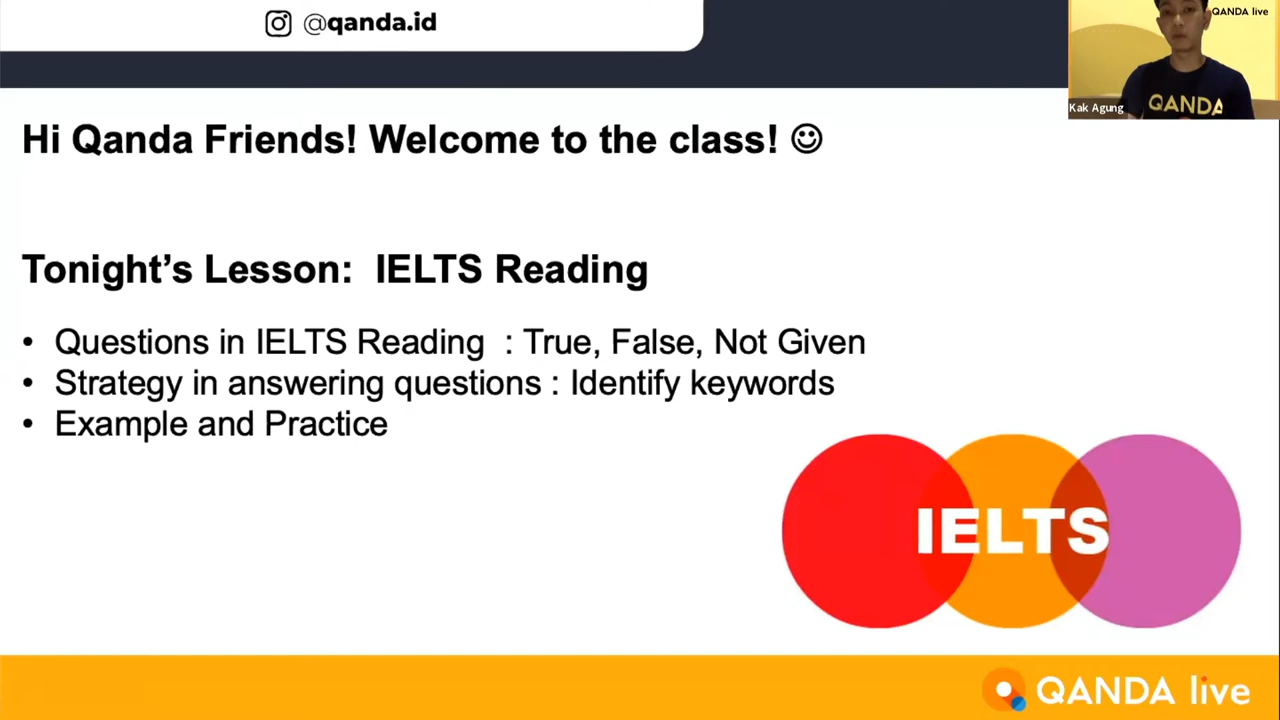 @qanda.id
QANDA live
QANDA
Kak Agung
Hi Qanda Friends! Welcome to the class! ☺
Tonight’s Lesson: IELTS Reading
• Questions in IELTS Reading : True, False, Not Given
• Strategy in answering questions : Identify keywords
• Example and Practice
IELTS
QANDA live